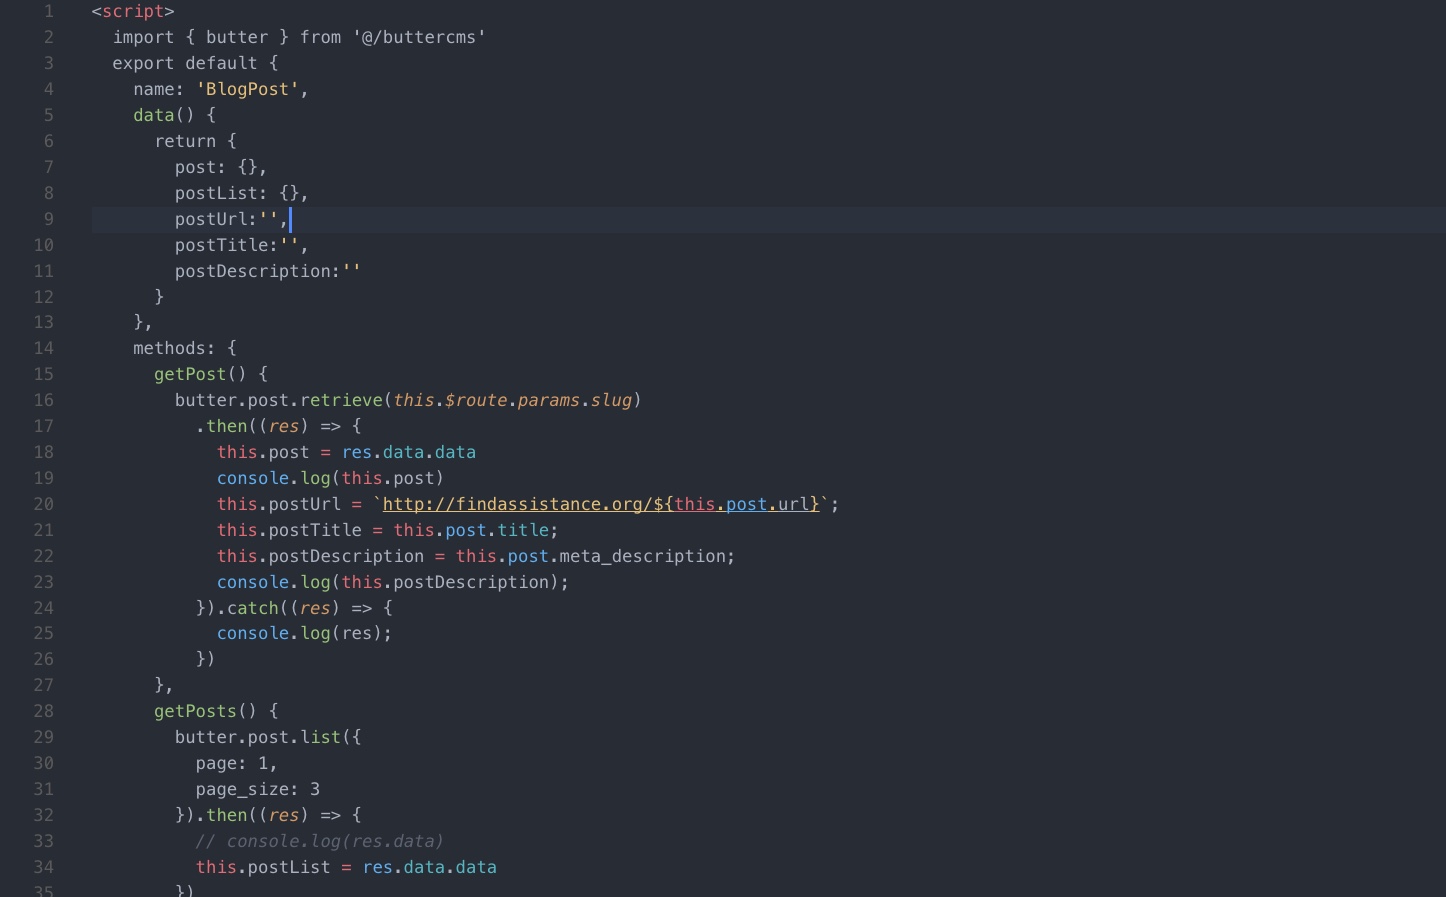 1 <script>
2 import { butter } from '@/buttercms'
3 export default {
4 name: 'BlogPost',
5 data() {
6 return {
7 post: {},
8 postList: {},
9 postUrl:'',
10 postTitle:'',
11 postDescription:''
12 }
13 },
14 methods: {
15 getPost() {
16 butter.post.retrieve(this.$route.params.slug)
17 .then((res) => {
18 this.post = res.data.data
19 console.log(this.post)
20 this.postUrl = `http://findassistance.org/${this.post.url}`;
21 this.postTitle = this.post.title;
22 this.postDescription = this.post.meta_description;
23 console.log(this.postDescription);
24 }).catch((res) => {
25 console.log(res);
26 })
27 },
28 getPosts() {
29 butter.post.list({
30 page: 1,
31 page_size: 3
32 }).then((res) => {
33 // console.log(res.data)
34 this.postList = res.data.data
35 })